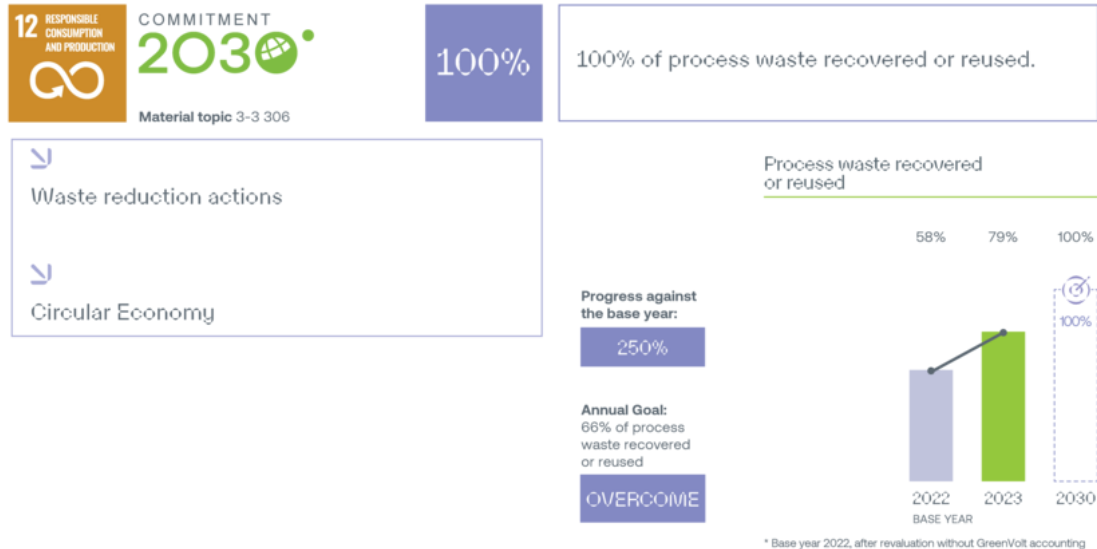 12 RESPONSIBLE
CONSUMPTION
AND PRODUCTION
COMMITMENT
2030
Material topic 3-3 306
100%
100% of process waste recovered or reused.
Waste reduction actions
Circular Economy
Process waste recovered
or reused
58% 79% 100%
Progress against
the base year:
250%
100%
Annual Goal:
66% of process
waste recovered
or reused
OVERCOME
2022 2023 2030
BASE YEAR
* Base year 2022, after revaluation without GreenVolt accounting